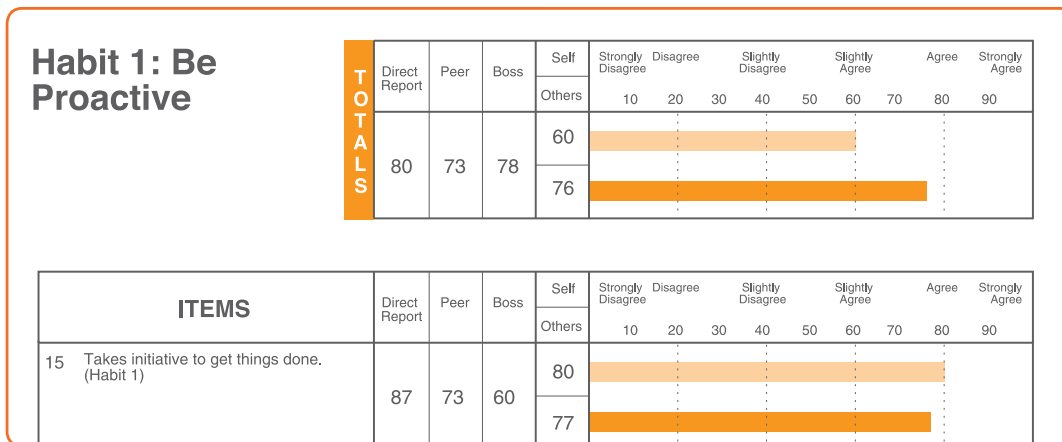 Habit 1: Be
Proactive
TOTALS
Direct
Report
Peer
Boss
Self
Others
Strongly
Disagree
Disagree
Slightly
Disagree
Slightly
Agree
Agree
Strongly
Agree
10 20 30 40 50 60 70 80 90
80 73 78
60
76
ITEMS
Direct
Report
Peer
Boss
Self
Others
Strongly
Disagree
Disagree
Slightly
Disagree
Slightly
Agree
Agree
Strongly
Agree
10 20 30 40 50 60 70 80 90
15 Takes initiative to get things done.
(Habit 1)
87 73 60
80
77